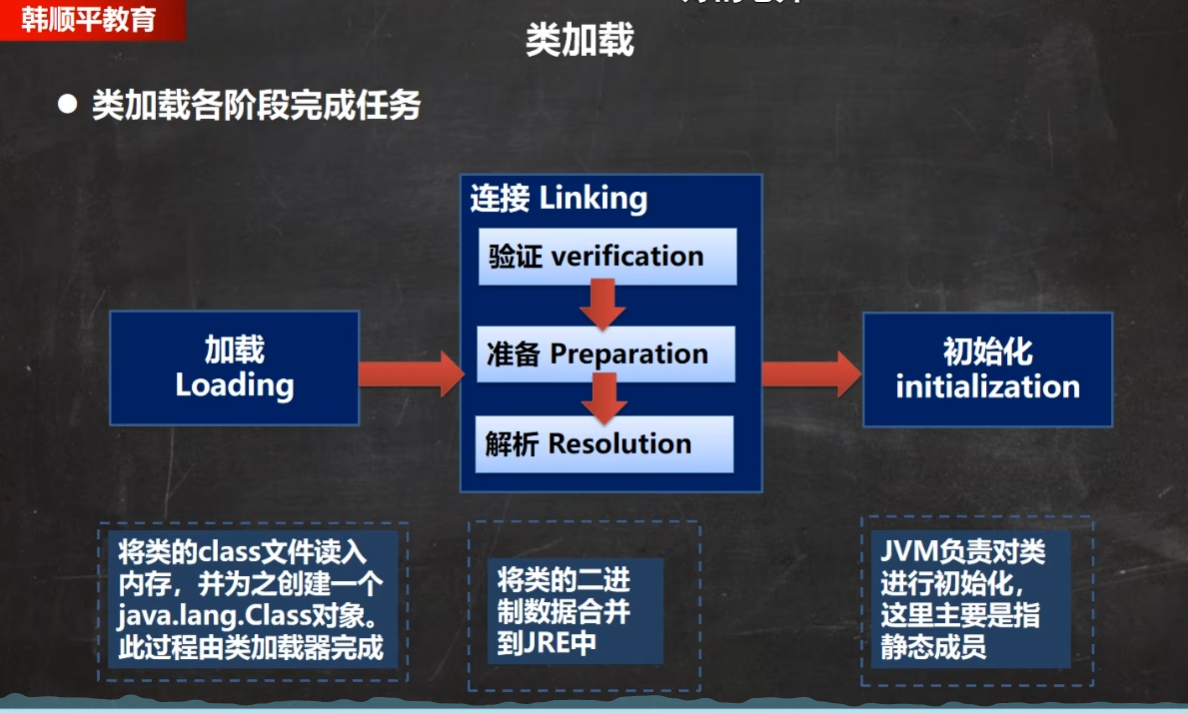 韩顺平教育
类加载
● 类加载各阶段完成任务
连接 Linking
验证 verification
准备 Preparation
解析 Resolution
加载
Loading
初始化
initialization
将类的class文件读入
内存，并为之创建一个
java.lang.Class对象。
此过程由类加载器完成
将类的二进
制数据合并
到JRE中
JVM负责对类
进行初始化，
这里主要是指
静态成员